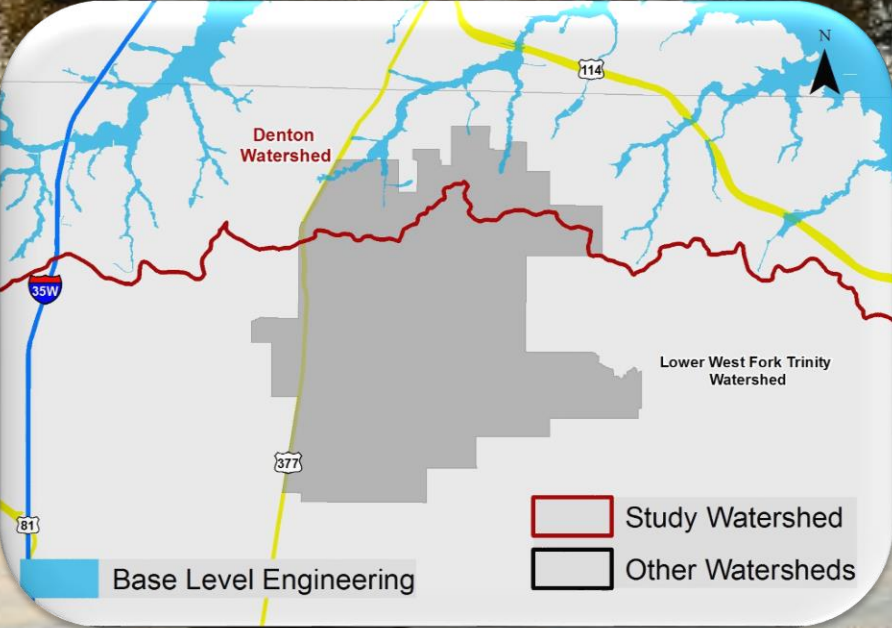 N
114
Denton
Watershed
35W
Lower West Fork Trinity
Watershed
377
81
Study Watershed
Other Watersheds
Base Level Engineering